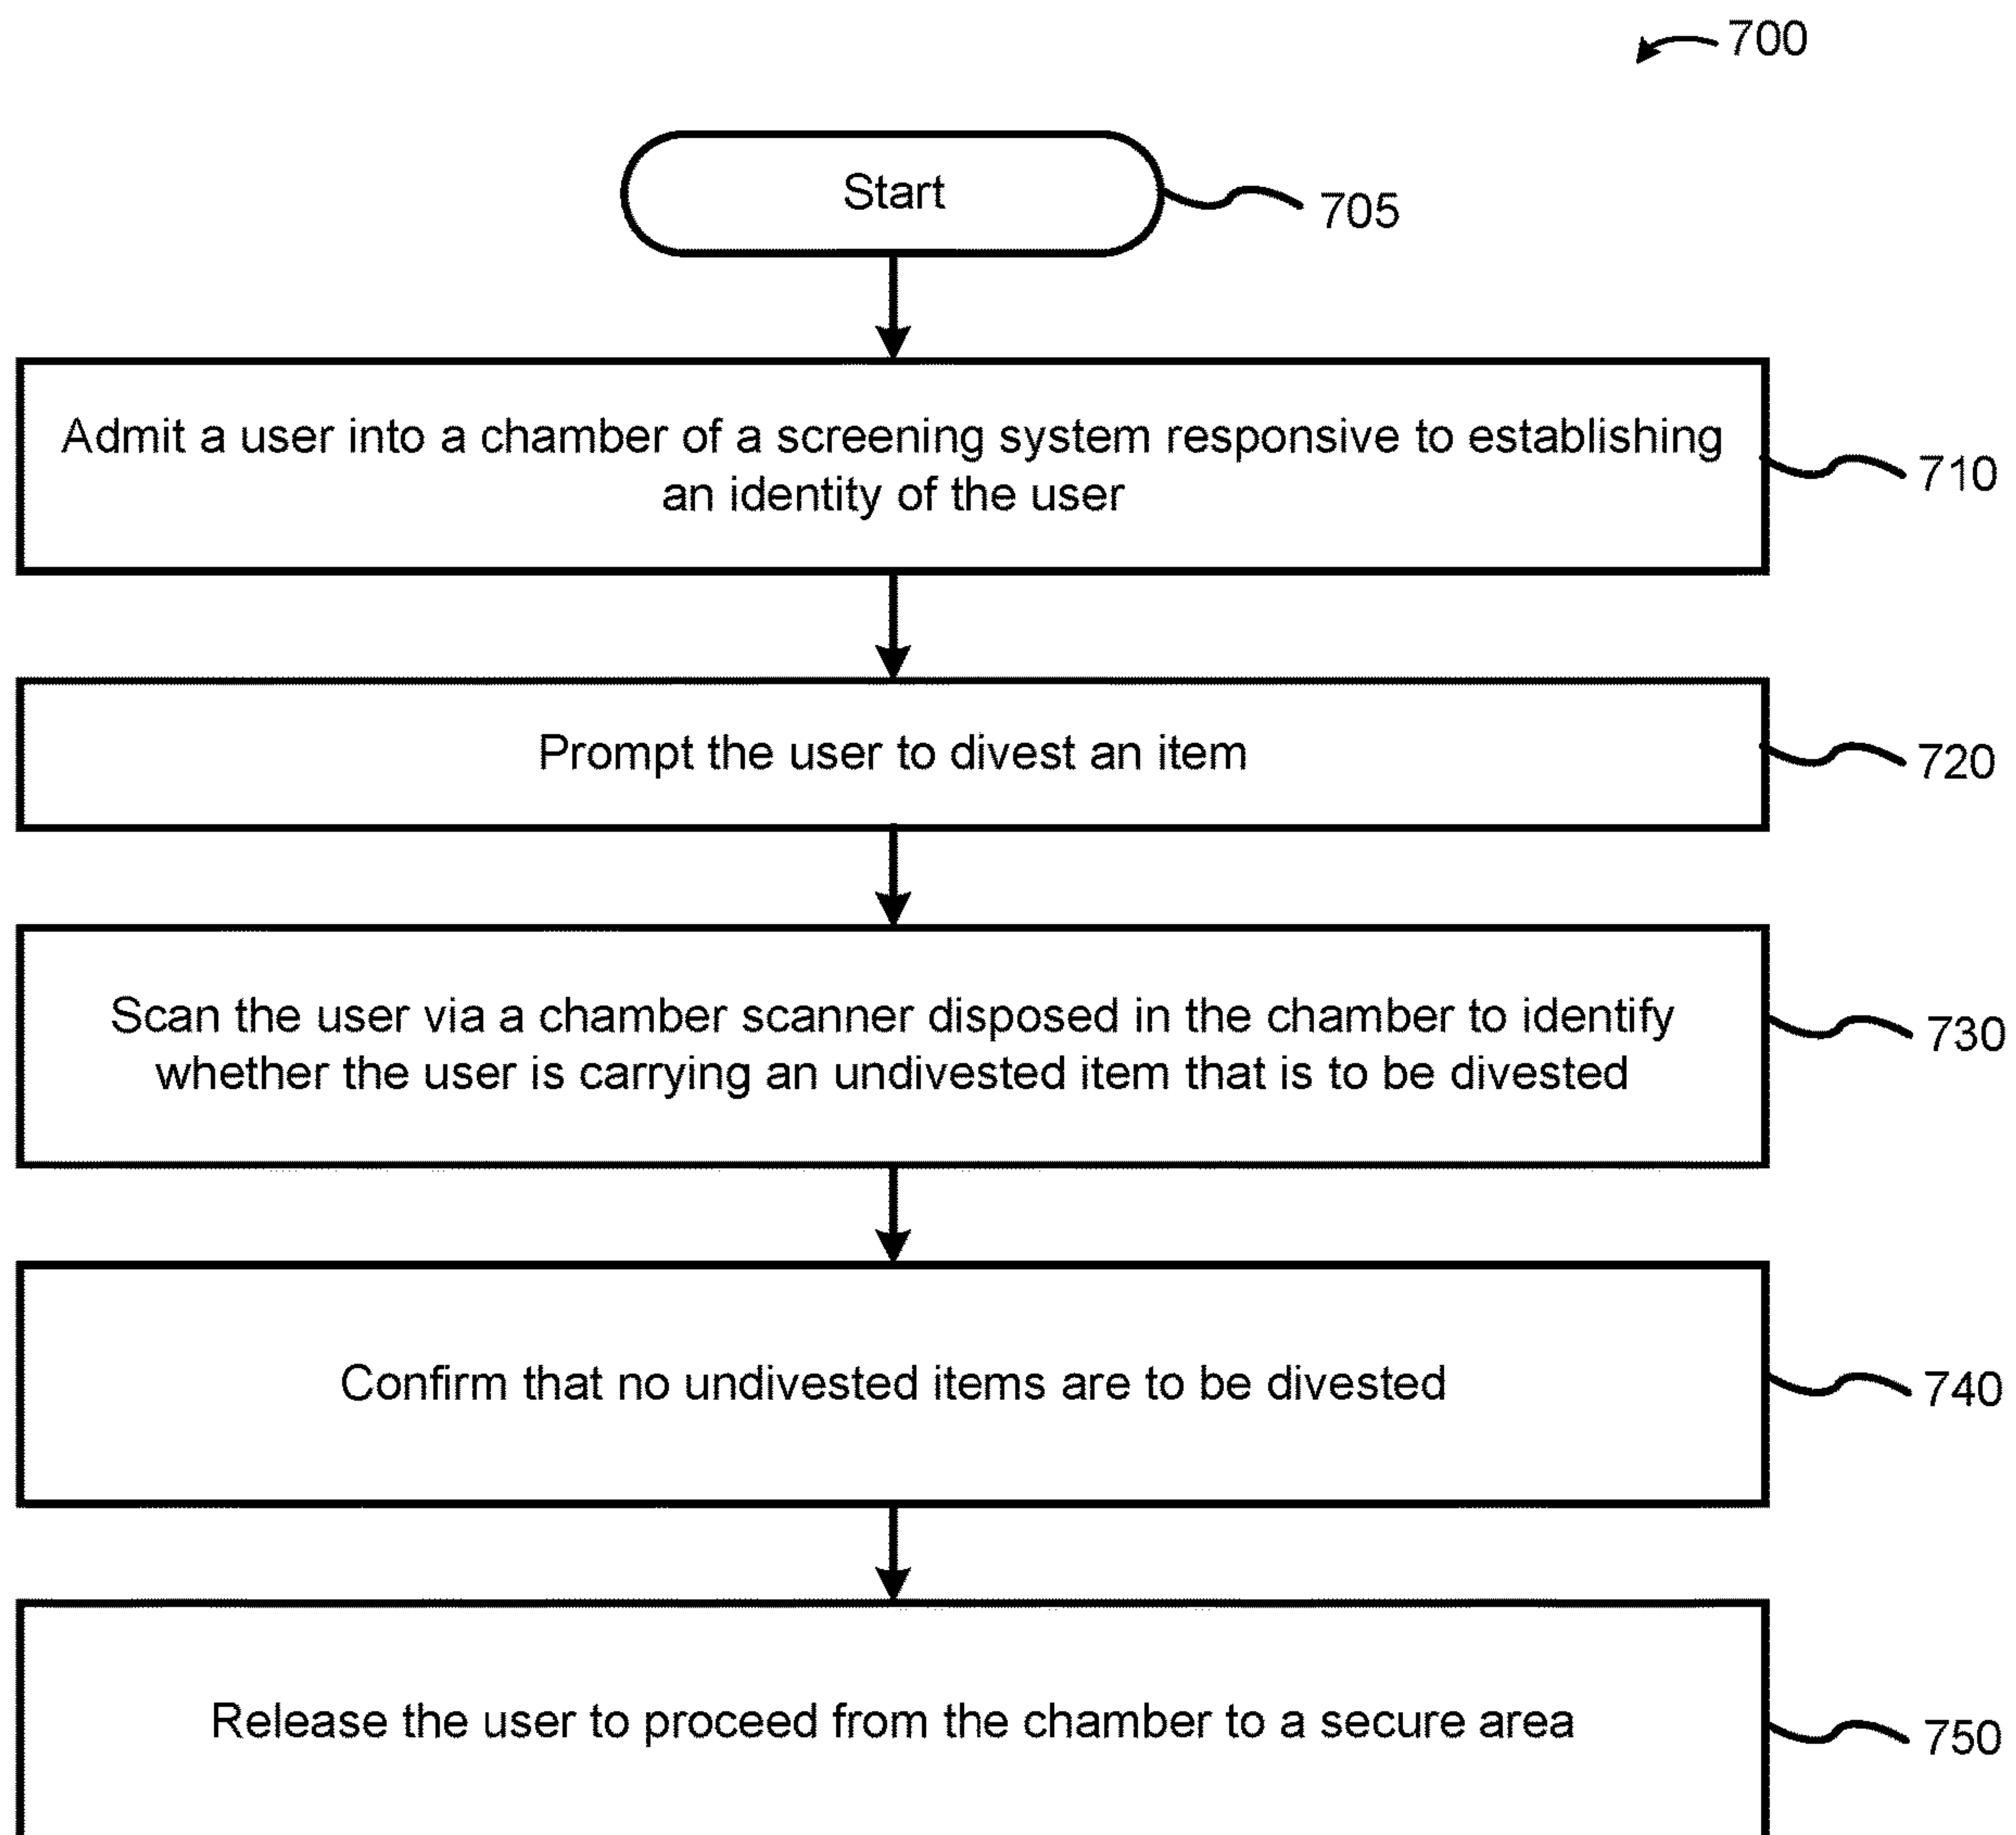 700
Start
705
Admit a user into a chamber of a screening system responsive to establishing
an identity of the user
710
Prompt the user to divest an item
720
Scan the user via a chamber scanner disposed in the chamber to identify
whether the user is carrying an undivested item that is to be divested
730
Confirm that no undivested items are to be divested
740
Release the user to proceed from the chamber to a secure area
750